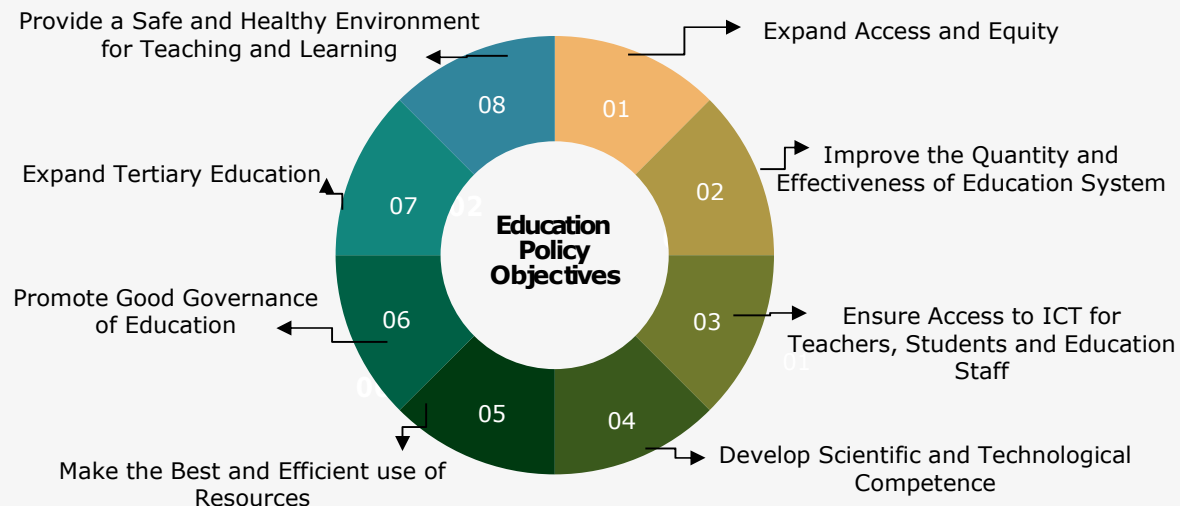 Provide a Safe and Healthy Environment
for Teaching and Learning
Expand Access and Equity
08
01
Improve the Quantity and
Effectiveness of Education System
Expand Tertiary Education
07
02
02
Education
Policy
Objectives
Promote Good Governance
of Education
06
03
Ensure Access to ICT for
Teachers, Students and Education
Staff
01
05
04
Make the Best and Efficient use of
Resources
Develop Scientific and Technological
Competence